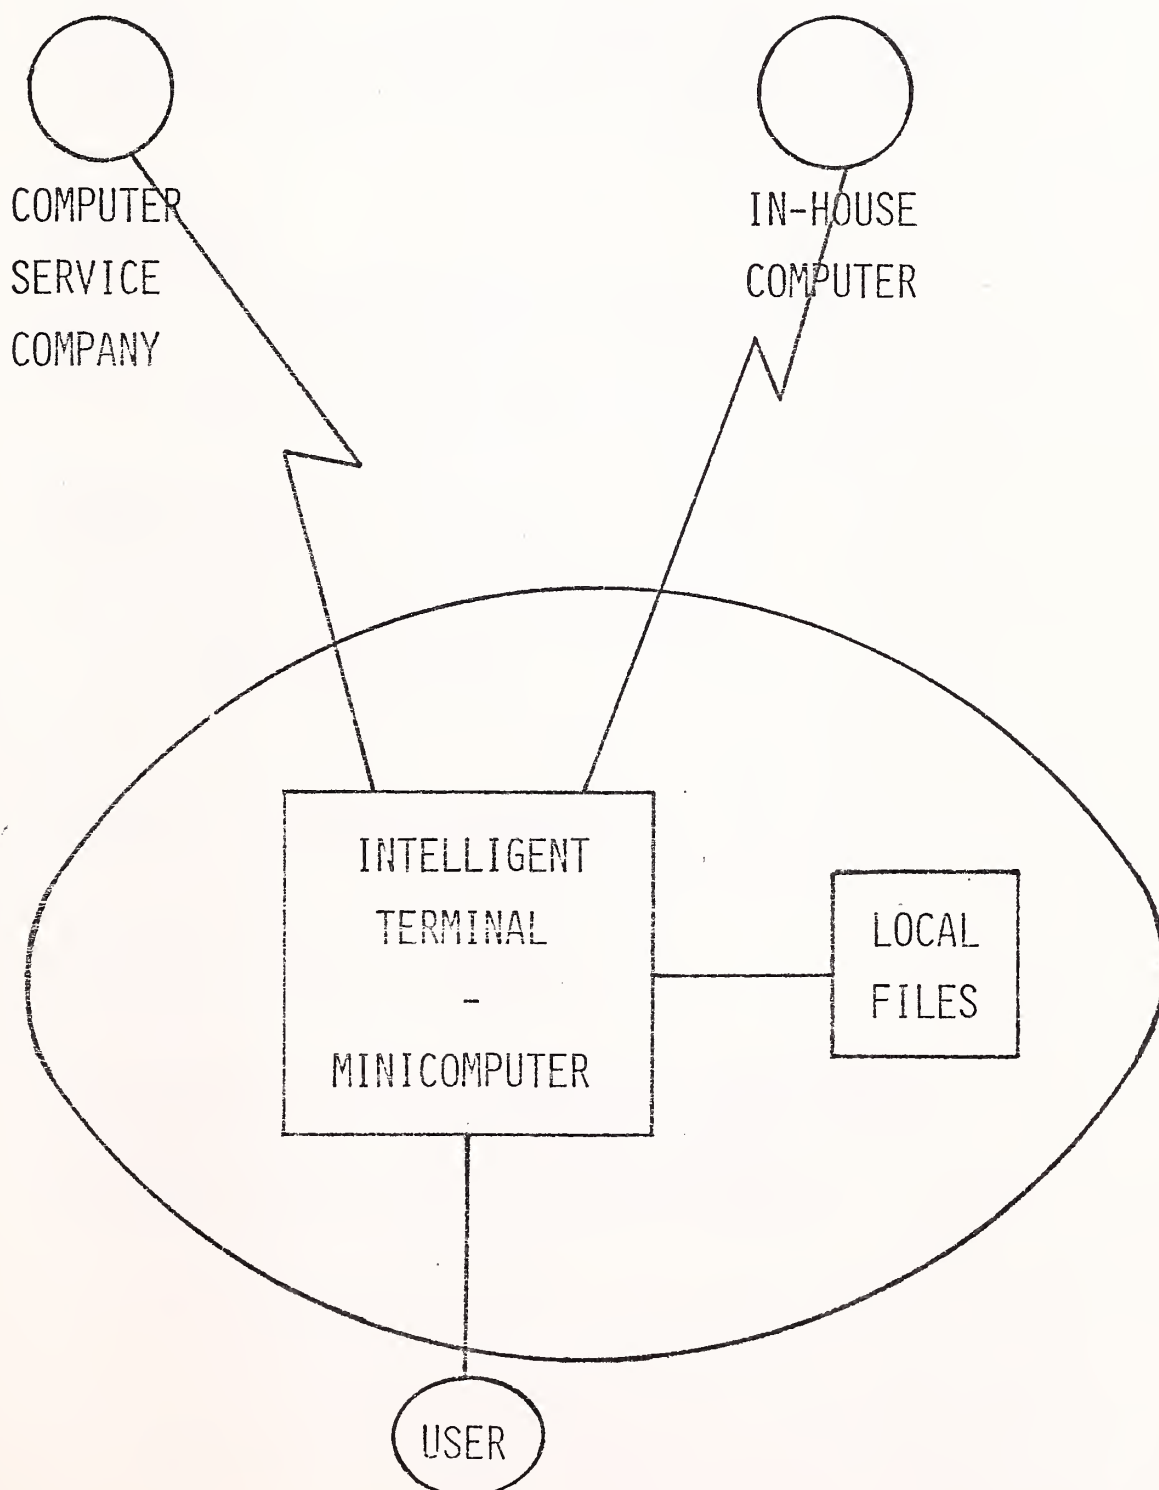 COMPUTER
SERVICE
COMPANY
IN-HOUSE
COMPUTER
INTELLIGENT
TERMINAL
-
MINICOMPUTER
LOCAL
FILES
USER